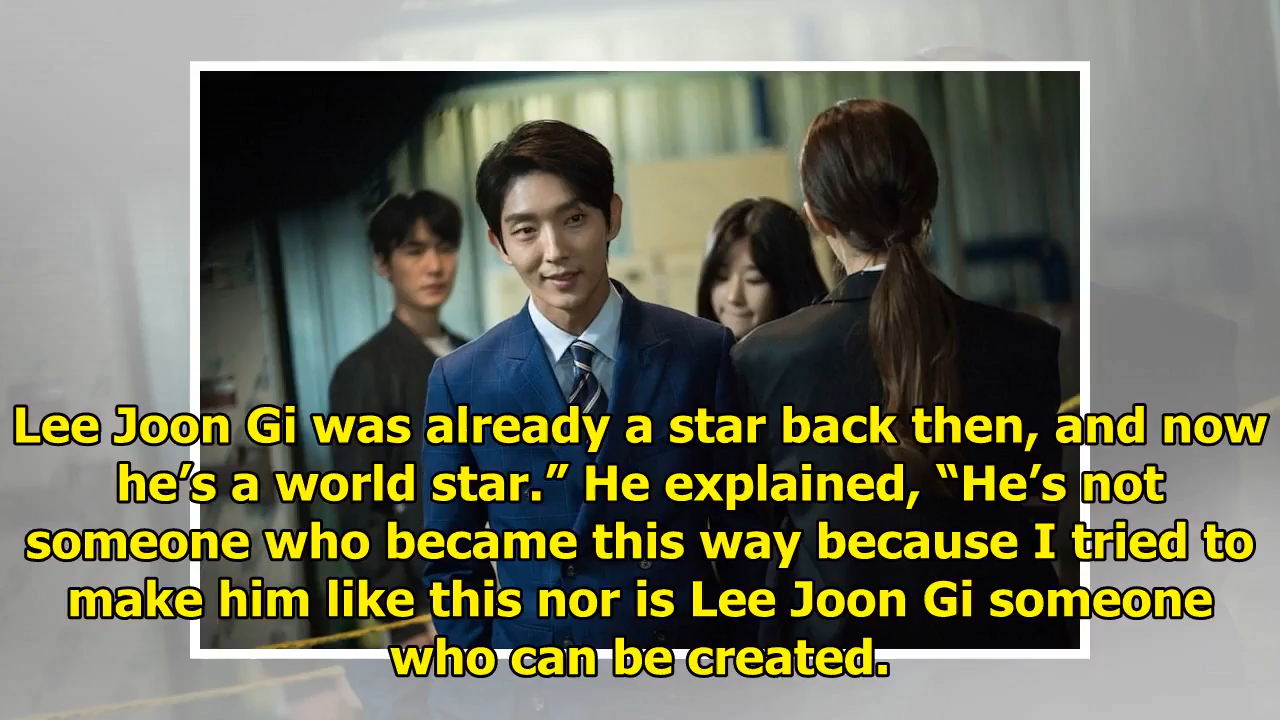 Lee Joon Gi was already a star back then, and now
he’s a world star.” He explained, “He’s not
someone who became this way because I tried to
make him like this nor is Lee Joon Gi someone
who can be created.